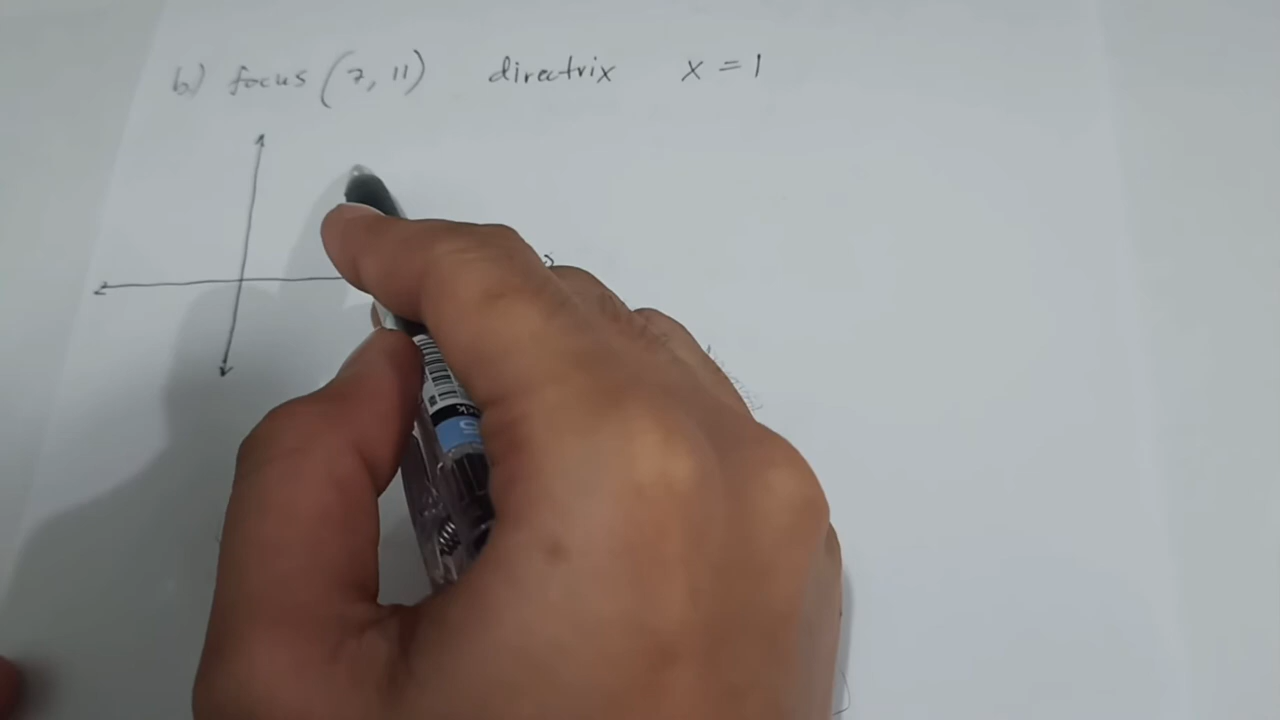 b) focus (7, 11) directrix x = 1